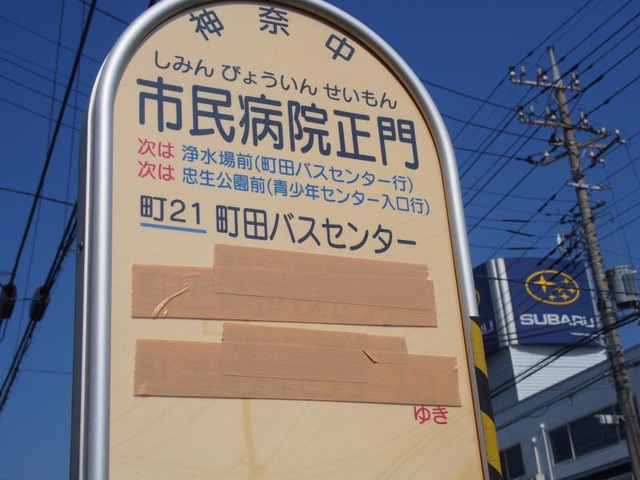 神奈中
しみん びょういん せいもん
市民病院正門
次は 浄水場前(町田バスセンター行)
次は 忠生公園前(青少年センター入口行)
町21 町田バスセンター
ゆき
SUBARU